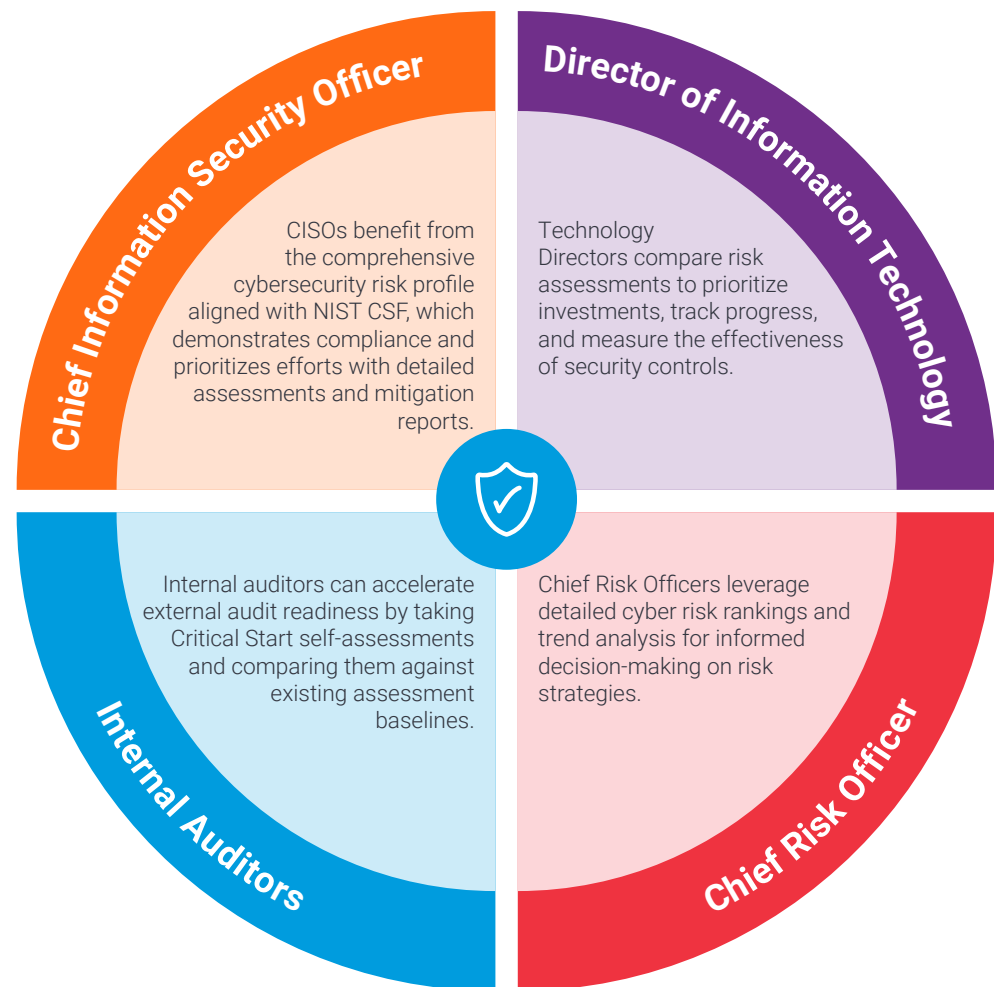 Chief Information Security Officer
CISOs benefit from
the comprehensive
cybersecurity risk profile
aligned with NIST CSF, which
demonstrates compliance and
prioritizes efforts with detailed
assessments and mitigation
reports.
Director of Information Technology
Technology
Directors compare risk
assessments to prioritize
investments, track progress,
and measure the effectiveness
of security controls.
Internal auditors can accelerate
external audit readiness by taking
Critical Start self-assessments
and comparing them against
existing assessment
baselines.
Internal Auditors
Chief Risk Officers leverage
detailed cyber risk rankings and
trend analysis for informed
decision-making on risk
strategies.
Chief Risk Officer